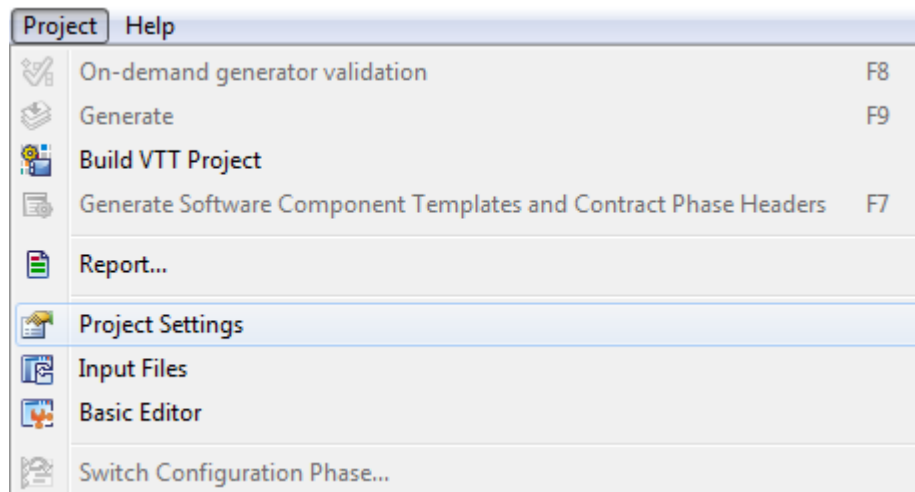 Project Help
On-demand generator validation F8
Generate F9
Build VTT Project
Generate Software Component Templates and Contract Phase Headers F7
Report...
Project Settings
Input Files
Basic Editor
Switch Configuration Phase...